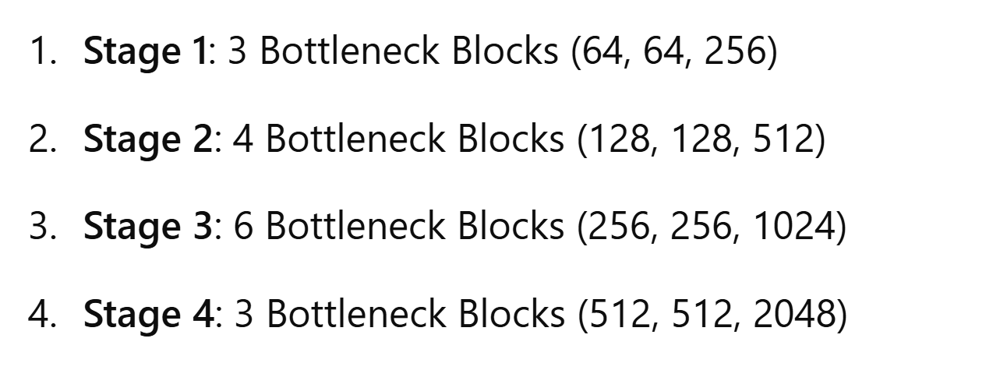 1. Stage 1: 3 Bottleneck Blocks (64, 64, 256)
2. Stage 2: 4 Bottleneck Blocks (128, 128, 512)
3. Stage 3: 6 Bottleneck Blocks (256, 256, 1024)
4. Stage 4: 3 Bottleneck Blocks (512, 512, 2048)